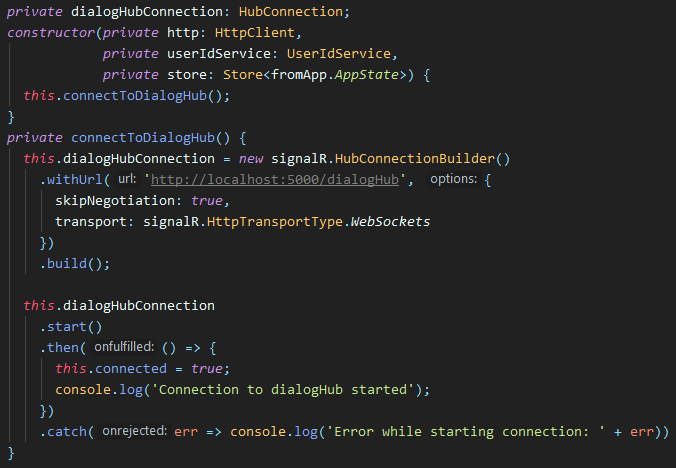 private dialogHubConnection: HubConnection;
constructor(private http: HttpClient,
            private userIdService: UserIdService,
            private store: Store<fromApp.AppState>) {
  this.connectToDialogHub();
}
private connectToDialogHub() {
  this.dialogHubConnection = new signalR.HubConnectionBuilder()
    .withUrl( url: 'http://localhost:5000/dialogHub', options: {
      skipNegotiation: true,
      transport: signalR.HttpTransportType.WebSockets
    })
    .build();

  this.dialogHubConnection
    .start()
    .then( onfulfilled: () => {
      this.connected = true;
      console.log('Connection to dialogHub started');
    })
    .catch( onrejected: err => console.log('Error while starting connection: ' + err))
}